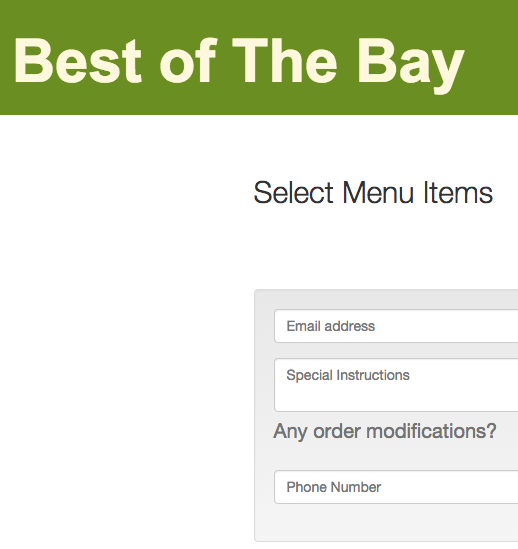 Best of The Bay
Select Menu Items
Email address
Special Instructions
Any order modifications?
Phone Number